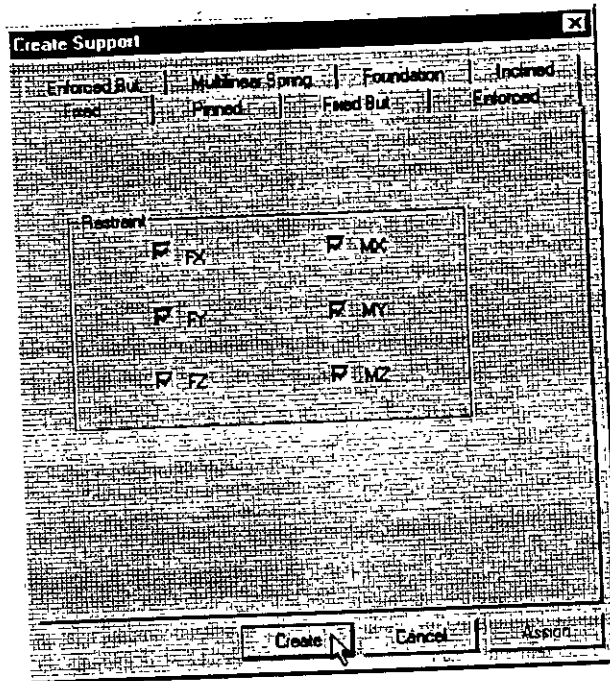 Create Support
Enforced But Multilinear Spring Foundation Inclined
Fixed Pinned Fixed But Enforced
Restraint
FX MX
FY MY
FZ MZ
Create Cancel Assign